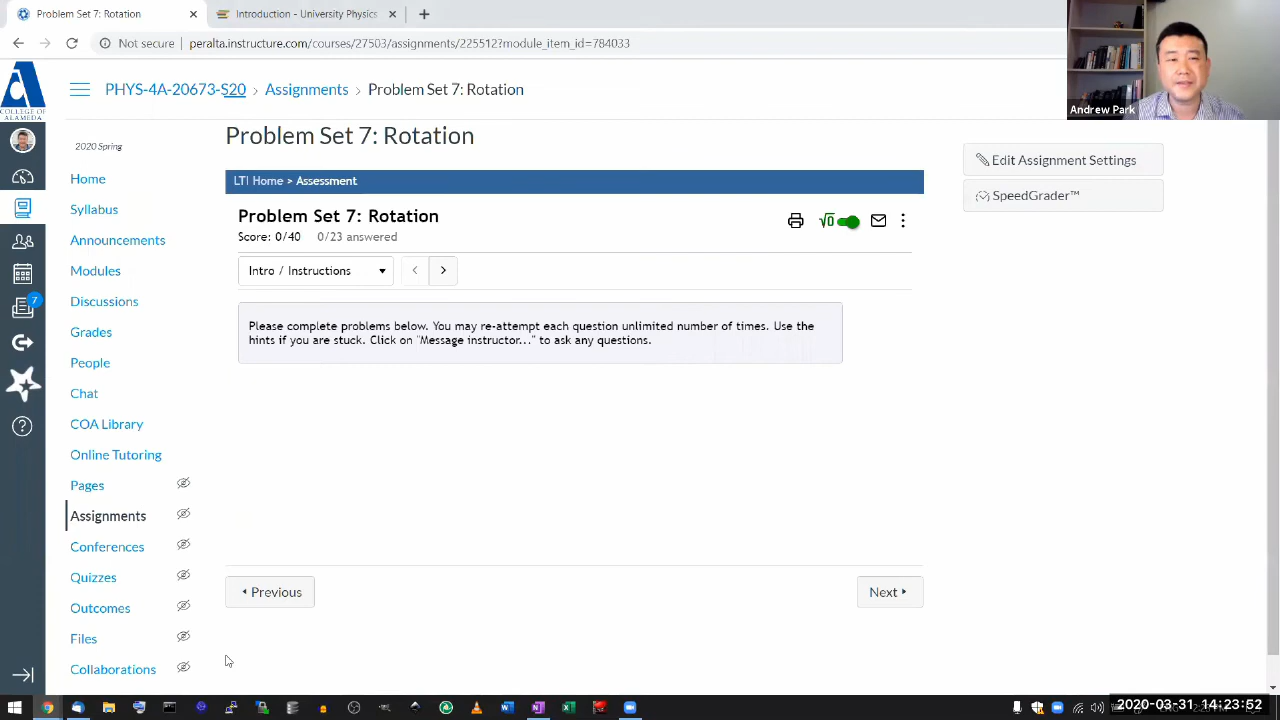 Problem Set 7: Rotation
Introduction - University Physics
Not secure
peralta.instructure.com/courses/27503/assignments/235512?module_item_id=784033
Andrew Park
COLLEGE OF
ALAMEDA
PHYS-4A-20673-S20 › Assignments › Problem Set 7: Rotation
2020 Spring
Home
Syllabus
Announcements
Modules
Discussions
Grades
People
Chat
COA Library
Online Tutoring
Pages
Assignments
Conferences
Quizzes
Outcomes
Files
Collaborations
7
Problem Set 7: Rotation
LTI Home > Assessment
Problem Set 7: Rotation
Score: 0/40 0/23 answered
Intro / Instructions
Please complete problems below. You may re-attempt each question unlimited number of times. Use the
hints if you are stuck. Click on "Message instructor..." to ask any questions.
Previous
Next
Edit Assignment Settings
SpeedGrader™
2020-03-31 14:23:52